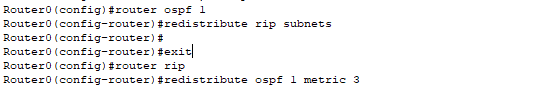 Router0(config)#router ospf 1
Router0(config-router)#redistribute rip subnets
Router0(config-router)#
Router0(config-router)#exit
Router0(config)#router rip
Router0(config-router)#redistribute ospf 1 metric 3